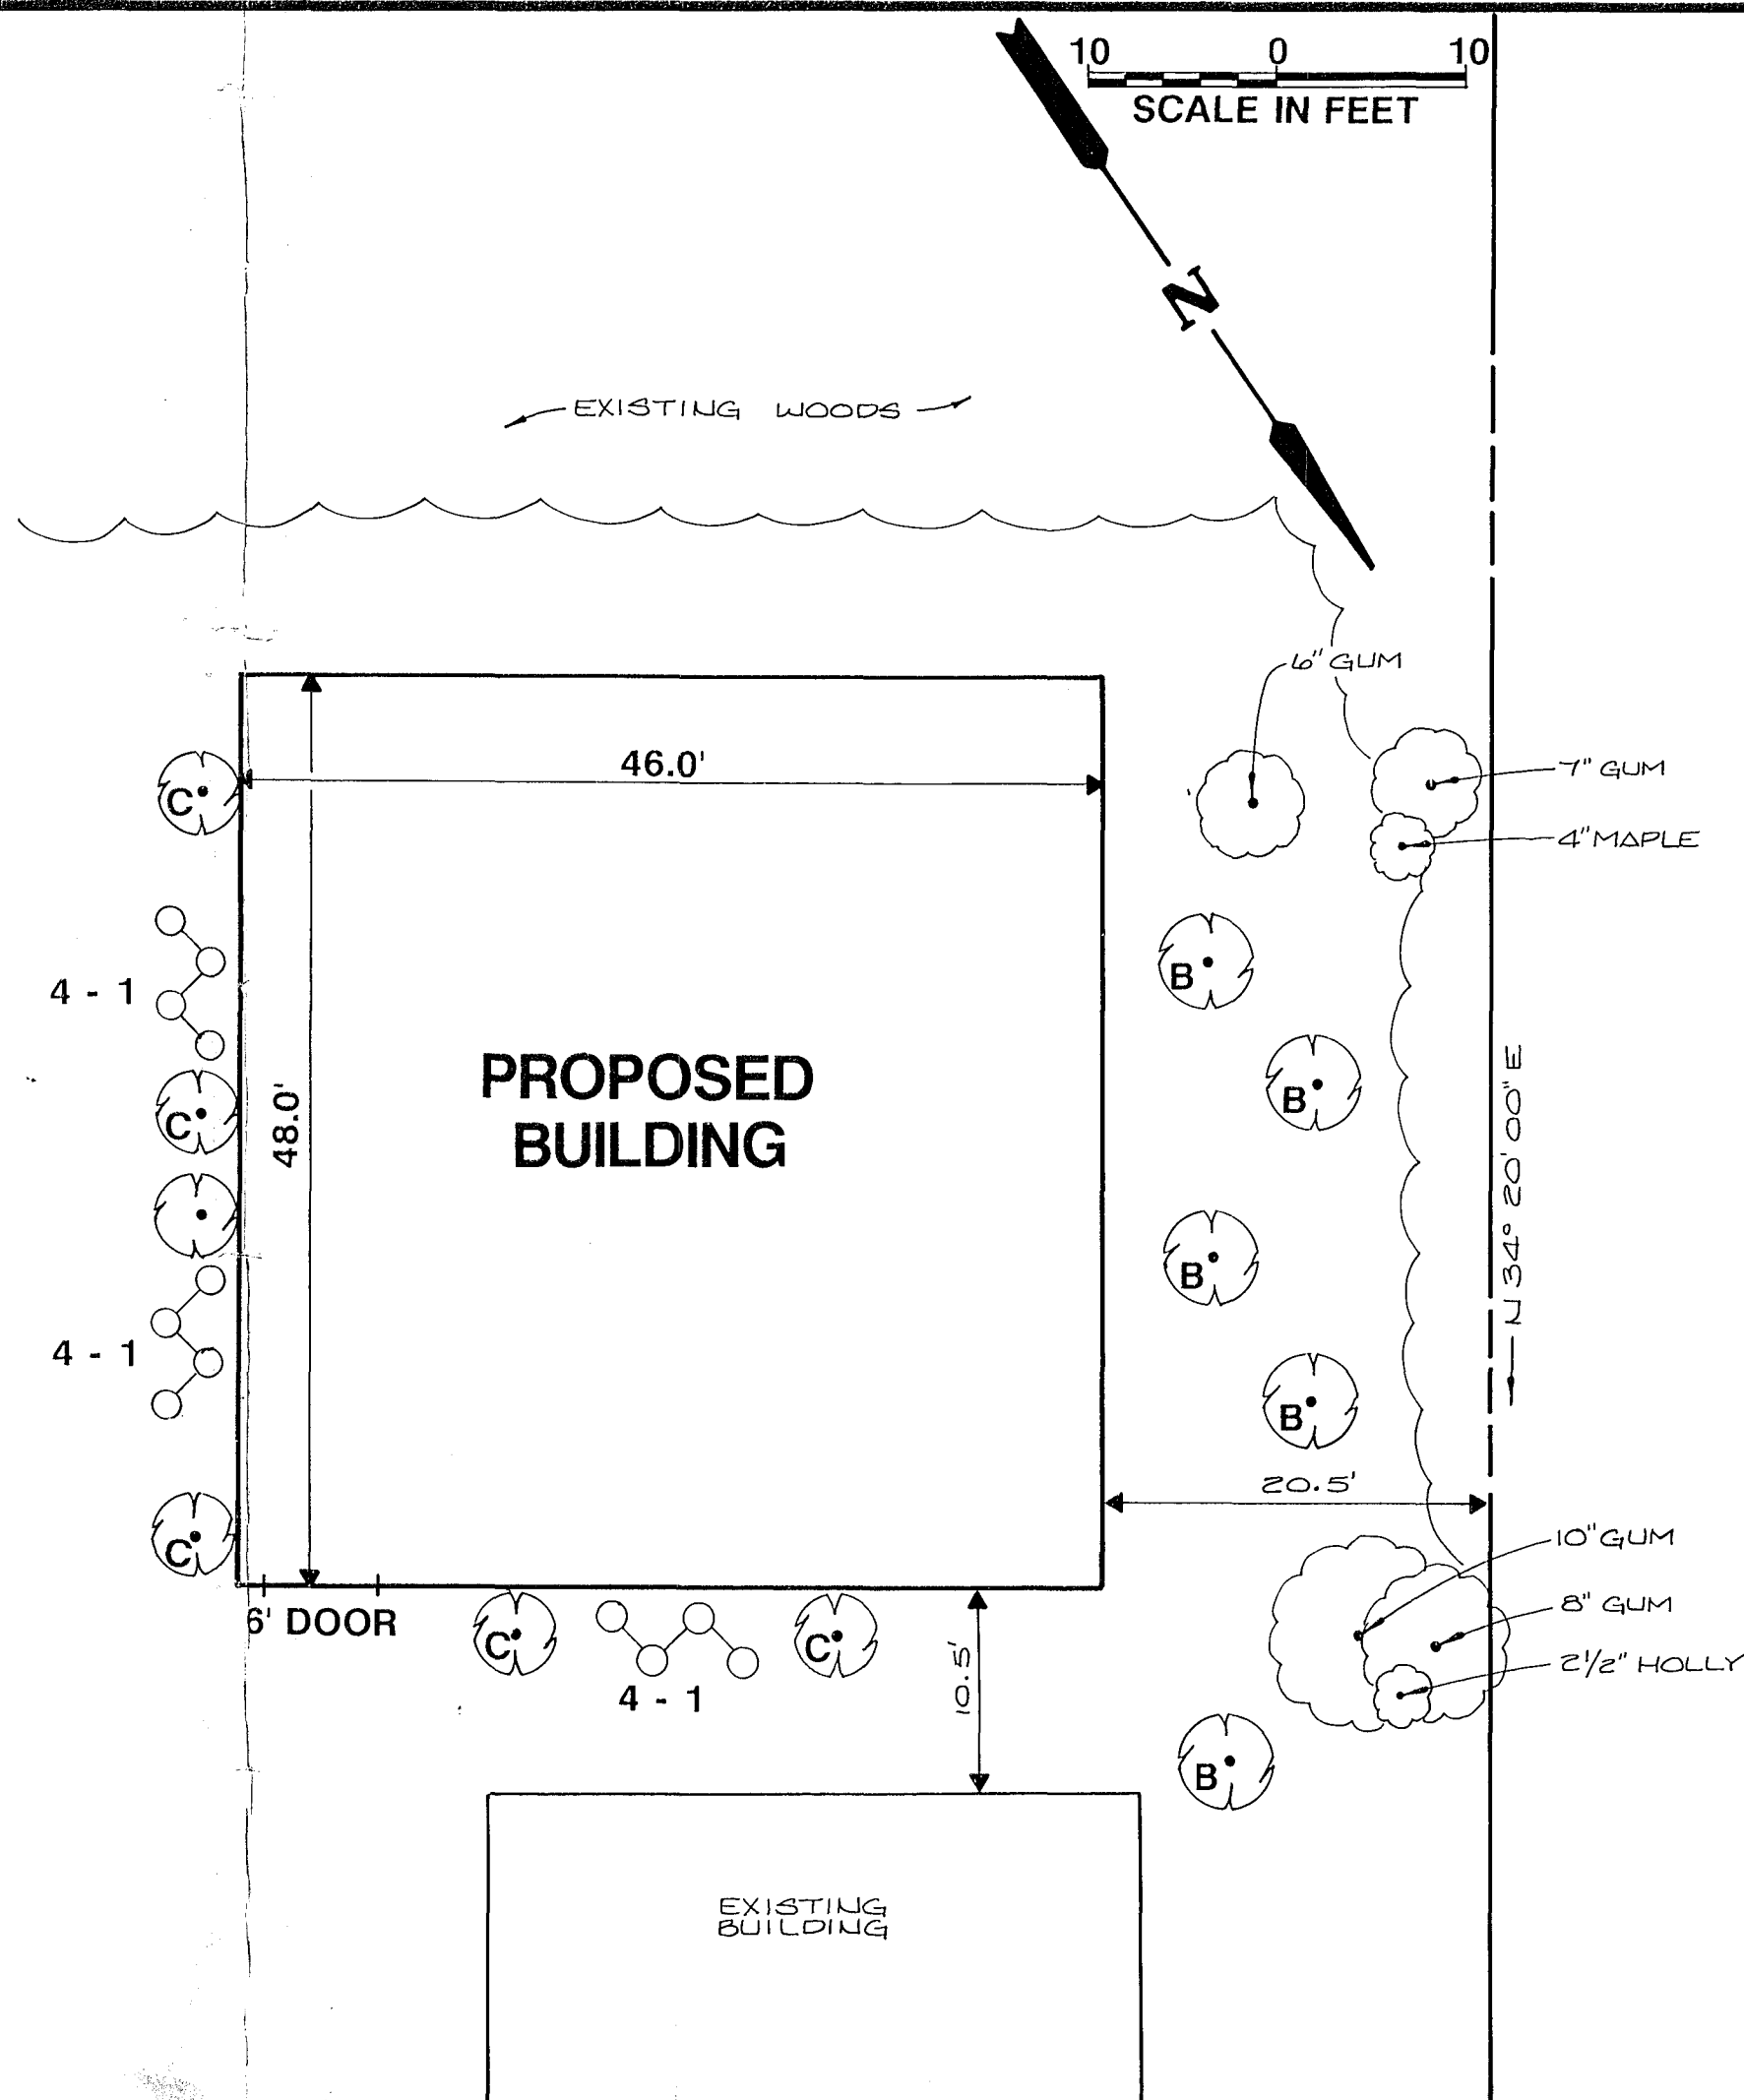 10 0 10
SCALE IN FEET
N
EXISTING WOODS
6" GUM
7" GUM
4" MAPLE
46.0'
C
B
4 - 1
48.0'
PROPOSED
BUILDING
C
B
N 34° 20' 00" E
B
4 - 1
B
20.5'
C
10" GUM
8" GUM
2 1/2" HOLLY
6' DOOR
C
C
4 - 1
10.5'
B
EXISTING
BUILDING